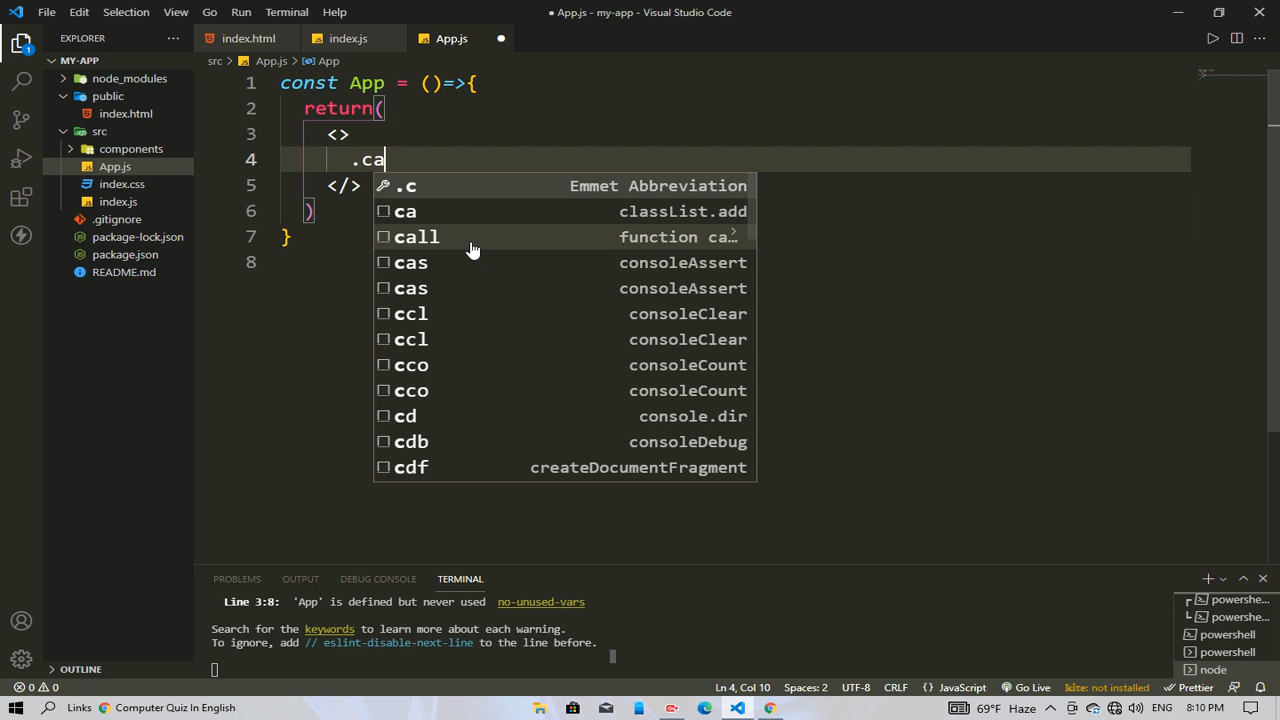 File Edit Selection View Go Run Terminal Help
● App.js - my-app - Visual Studio Code
EXPLORER
index.html index.js App.js
MY-APP
src > App.js > App
node_modules
public
index.html
src
components
App.js
index.css
index.js
.gitignore
package-lock.json
package.json
README.md
1 const App = ()=>{
2 return(
3 <>
4 .ca
5 </>
6 )
7 }
8
.c Emmet Abbreviation
ca classList.add
call function ca…
cas consoleAssert
cas consoleAssert
ccl consoleClear
ccl consoleClear
cco consoleCount
cco consoleCount
cd console.dir
cdb consoleDebug
cdf createDocumentFragment
PROBLEMS OUTPUT DEBUG CONSOLE TERMINAL
Line 3:8: 'App' is defined but never used no-unused-vars
Search for the keywords to learn more about each warning.
To ignore, add // eslint-disable-next-line to the line before.
powershe...
powershe...
powershell
powershell
node
OUTLINE
0 0 Ln 4, Col 10 Spaces: 2 UTF-8 CRLF {} JavaScript Go Live kite: not installed Prettier
Links Computer Quiz In English 69°F Haze ENG 8:10 PM
1